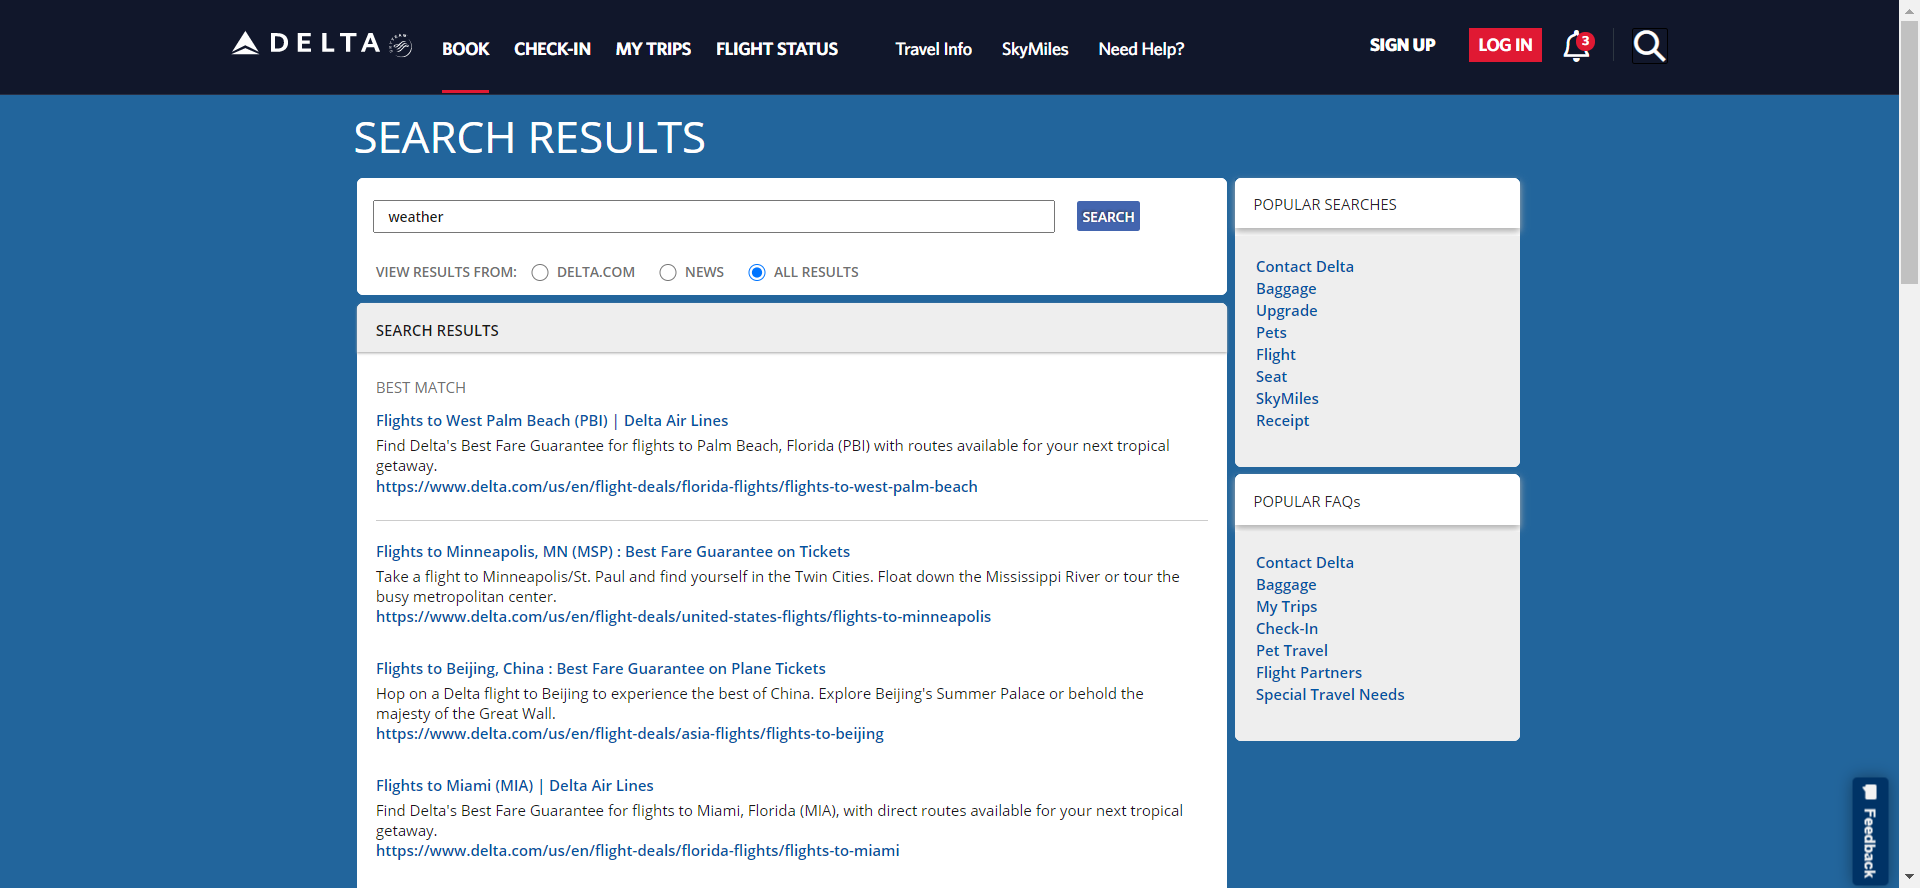 DELTA
BOOK
CHECK-IN
MY TRIPS
FLIGHT STATUS
Travel Info
SkyMiles
Need Help?
SIGN UP
LOG IN
3
SEARCH RESULTS
weather
SEARCH
VIEW RESULTS FROM:
DELTA.COM
NEWS
ALL RESULTS
SEARCH RESULTS
BEST MATCH
Flights to West Palm Beach (PBI) | Delta Air Lines
Find Delta's Best Fare Guarantee for flights to Palm Beach, Florida (PBI) with routes available for your next tropical
getaway.
https://www.delta.com/us/en/flight-deals/florida-flights/flights-to-west-palm-beach
Flights to Minneapolis, MN (MSP) : Best Fare Guarantee on Tickets
Take a flight to Minneapolis/St. Paul and find yourself in the Twin Cities. Float down the Mississippi River or tour the
busy metropolitan center.
https://www.delta.com/us/en/flight-deals/united-states-flights/flights-to-minneapolis
Flights to Beijing, China : Best Fare Guarantee on Plane Tickets
Hop on a Delta flight to Beijing to experience the best of China. Explore Beijing's Summer Palace or behold the
majesty of the Great Wall.
https://www.delta.com/us/en/flight-deals/asia-flights/flights-to-beijing
Flights to Miami (MIA) | Delta Air Lines
Find Delta's Best Fare Guarantee for flights to Miami, Florida (MIA), with direct routes available for your next tropical
getaway.
https://www.delta.com/us/en/flight-deals/florida-flights/flights-to-miami
POPULAR SEARCHES
Contact Delta
Baggage
Upgrade
Pets
Flight
Seat
SkyMiles
Receipt
POPULAR FAQs
Contact Delta
Baggage
My Trips
Check-In
Pet Travel
Flight Partners
Special Travel Needs
Feedback